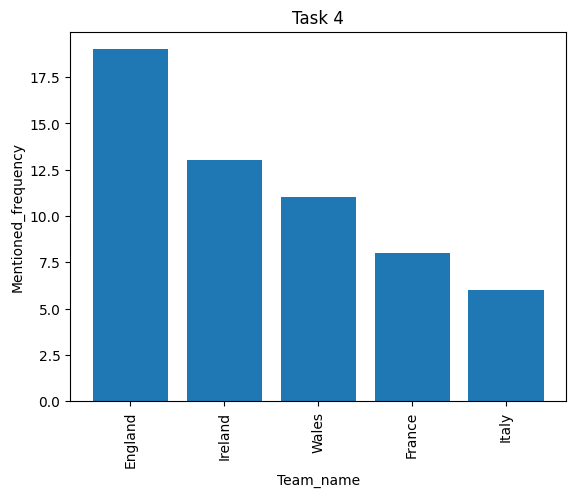 Task 4
Mentioned_frequency
17.5
15.0
12.5
10.0
7.5
5.0
2.5
0.0
England
Ireland
Wales
France
Italy
Team_name